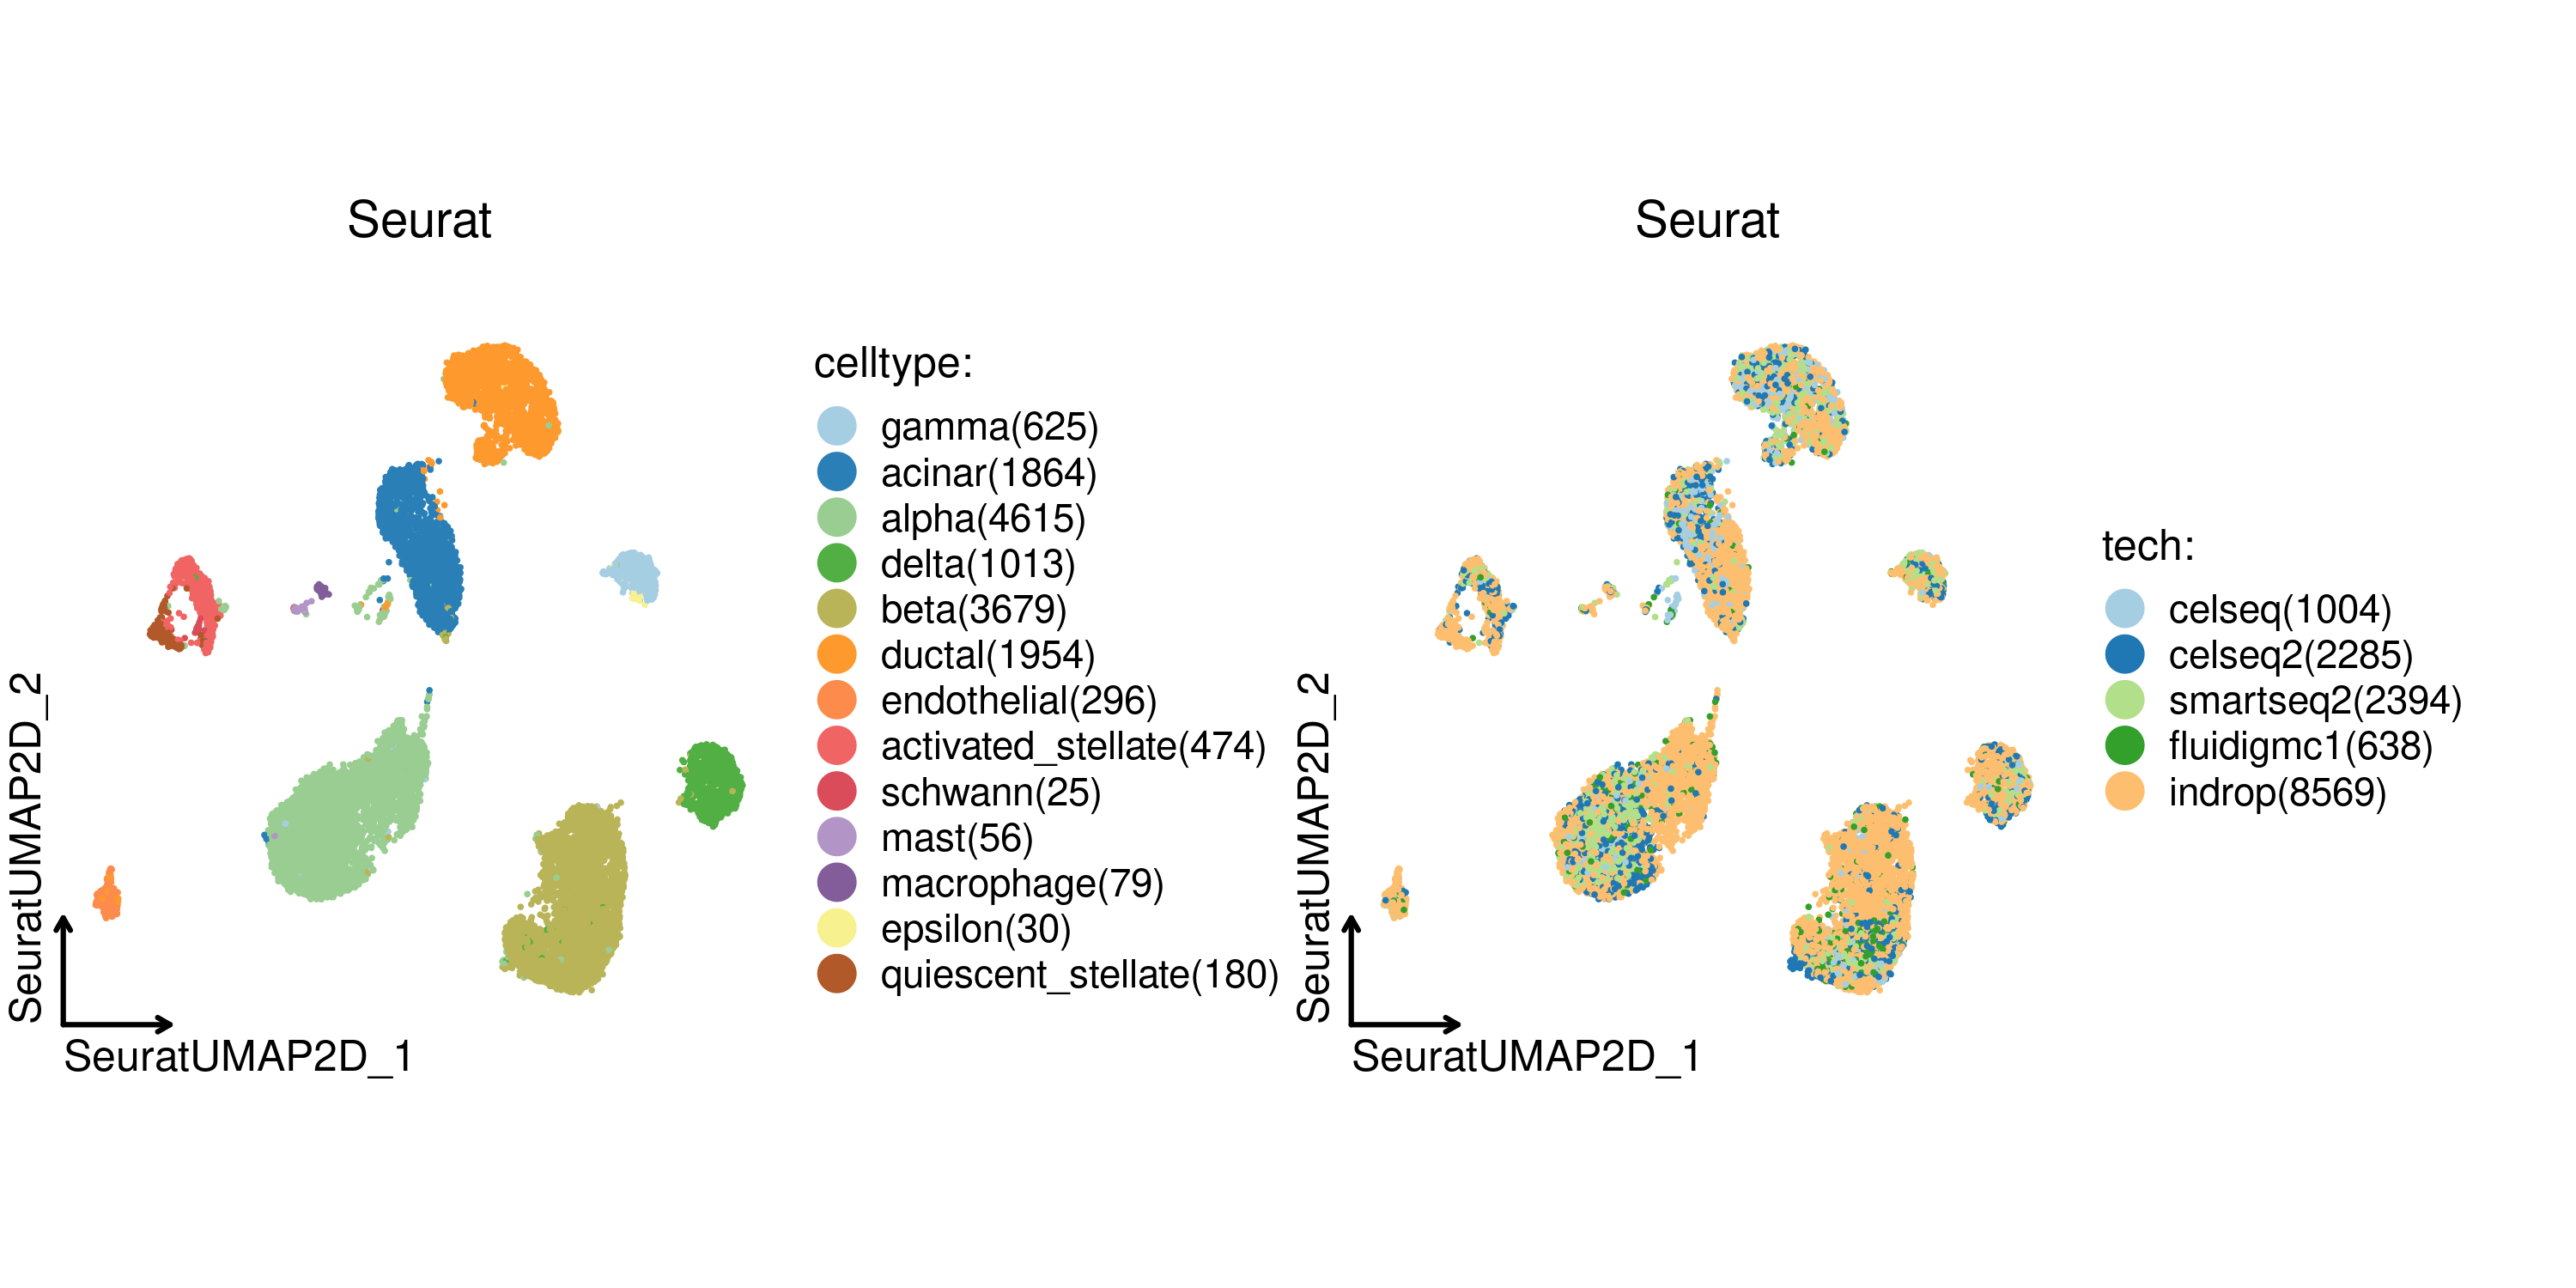 Seurat
celltype:
gamma(625)
acinar(1864)
alpha(4615)
delta(1013)
beta(3679)
ductal(1954)
endothelial(296)
activated_stellate(474)
schwann(25)
mast(56)
macrophage(79)
epsilon(30)
quiescent_stellate(180)
SeuratUMAP2D_2
SeuratUMAP2D_1
Seurat
tech:
celseq(1004)
celseq2(2285)
smartseq2(2394)
fluidigmc1(638)
indrop(8569)
SeuratUMAP2D_2
SeuratUMAP2D_1